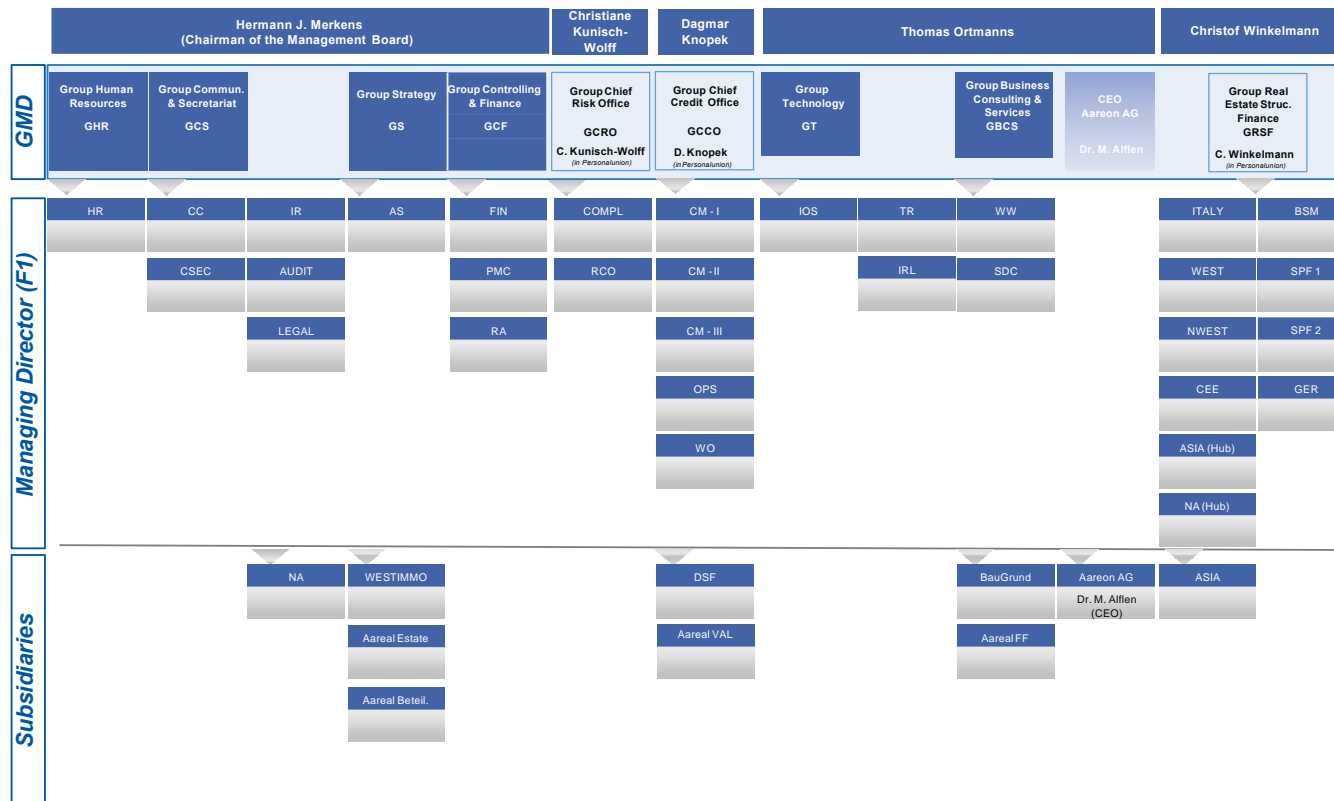 Hermann J. Merkens
(Chairman of the Management Board)
Christiane
Kunisch-
Wolff
Dagmar
Knopek
Thomas Ortmanns
Christof Winkelmann
GMD
Group Human
Resources
GHR
Group Commun.
& Secretariat
GCS
Group Strategy
GS
Group Controlling
& Finance
GCF
Group Chief
Risk Office
GCRO
C. Kunisch-Wolff
(in Personalunion)
Group Chief
Credit Office
GCCO
D. Knopek
(in Personalunion)
Group
Technology
GT
Group Business
Consulting &
Services
GBCS
CEO
Aareon AG
Dr. M. Alflen
Group Real
Estate Struc.
Finance
GRSF
C. Winkelmann
(in Personalunion)
Managing Director (F1)
HR
CC
IR
AS
FIN
COMPL
CM - I
IOS
TR
WW
ITALY
BSM
CSEC
AUDIT
PMC
RCO
CM - II
IRL
SDC
WEST
SPF 1
LEGAL
RA
CM - III
NWEST
SPF 2
OPS
CEE
GER
WO
ASIA (Hub)
NA (Hub)
Subsidiaries
NA
WESTIMMO
DSF
BauGrund
Aareon AG
Dr. M. Alflen
(CEO)
ASIA
Aareal Estate
Aareal VAL
Aareal FF
Aareal Beteil.